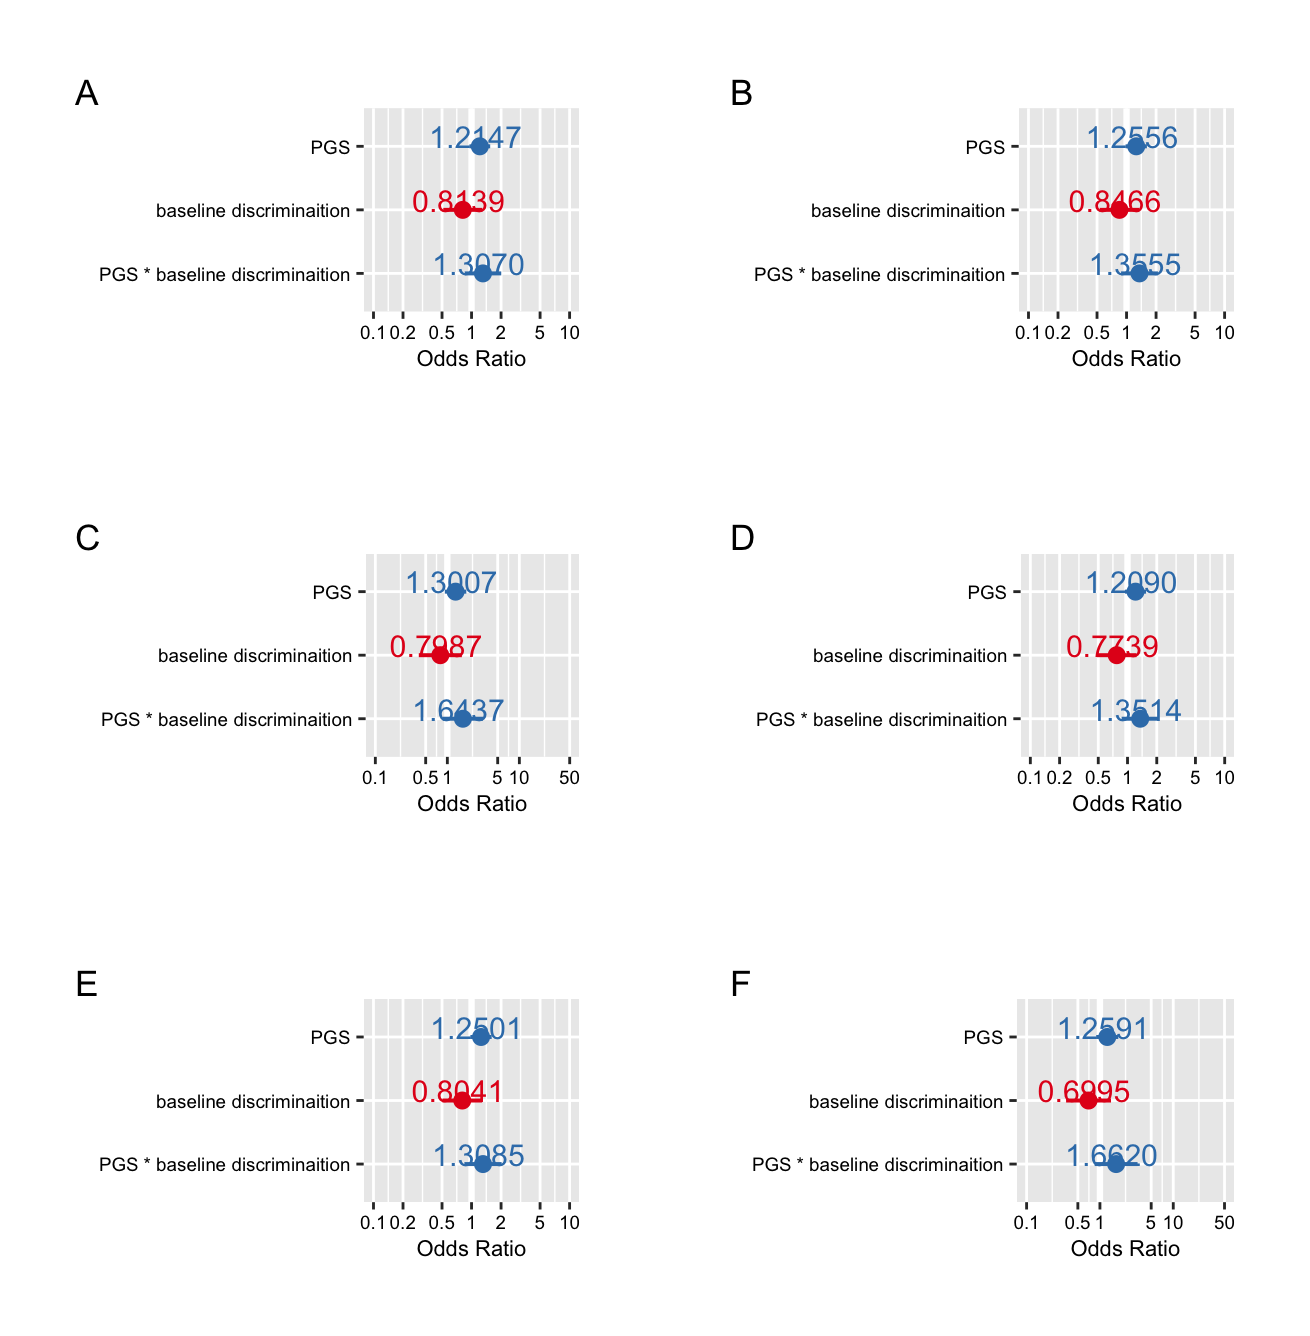 A
1.2147
PGS
0.8139
baseline discriminaition
1.3070
PGS * baseline discriminaition
0.1 0.2 0.5 1 2 5 10
Odds Ratio
B
1.2556
PGS
0.8466
baseline discriminaition
1.3555
PGS * baseline discriminaition
0.1 0.2 0.5 1 2 5 10
Odds Ratio
C
1.3007
PGS
0.7987
baseline discriminaition
1.6437
PGS * baseline discriminaition
0.1 0.5 1 5 10 50
Odds Ratio
D
1.2090
PGS
0.7739
baseline discriminaition
1.3514
PGS * baseline discriminaition
0.1 0.2 0.5 1 2 5 10
Odds Ratio
E
1.2501
PGS
0.8041
baseline discriminaition
1.3085
PGS * baseline discriminaition
0.1 0.2 0.5 1 2 5 10
Odds Ratio
F
1.2591
PGS
0.6995
baseline discriminaition
1.6620
PGS * baseline discriminaition
0.1 0.5 1 5 10 50
Odds Ratio